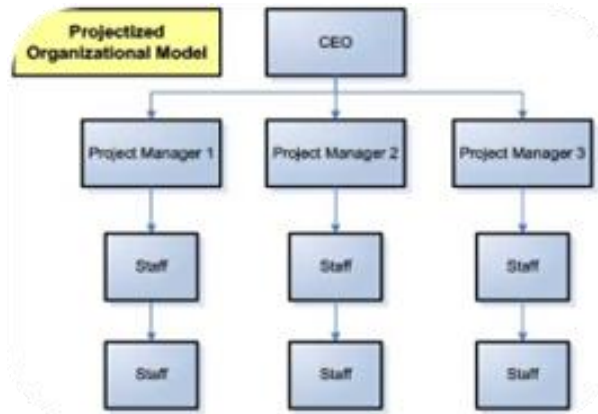 Projectized
Organizational Model
CEO
Project Manager 1
Project Manager 2
Project Manager 3
Staff
Staff
Staff
Staff
Staff
Staff